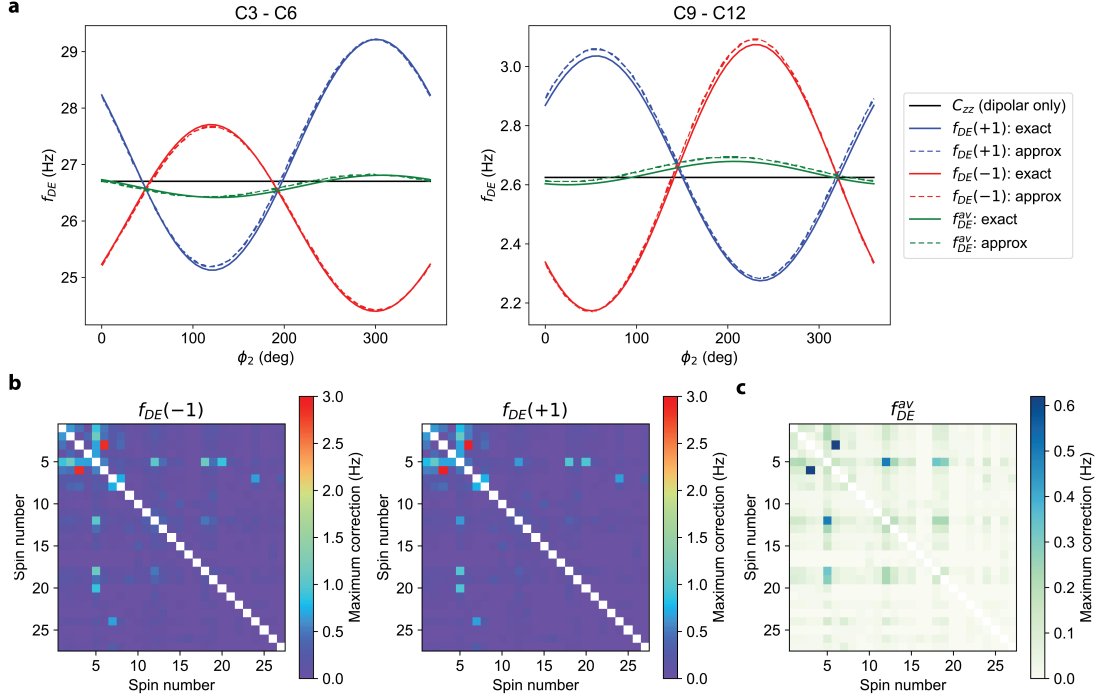 a
C3 - C6
C9 - C12
29
28
27
26
25
f_DE (Hz)
0
100
200
300
ϕ₂ (deg)
3.0
2.8
2.6
2.4
2.2
f_DE (Hz)
0
100
200
300
ϕ₂ (deg)
C_zz (dipolar only)
f_DE(+1): exact
f_DE(+1): approx
f_DE(−1): exact
f_DE(−1): approx
f_DE^av: exact
f_DE^av: approx
b
f_DE(−1)
5
10
15
20
25
Spin number
5
10
15
20
25
Spin number
3.0
2.5
2.0
1.5
1.0
0.5
0.0
Maximum correction (Hz)
f_DE(+1)
5
10
15
20
25
Spin number
5
10
15
20
25
Spin number
3.0
2.5
2.0
1.5
1.0
0.5
0.0
Maximum correction (Hz)
c
f_DE^av
5
10
15
20
25
Spin number
5
10
15
20
25
Spin number
0.6
0.5
0.4
0.3
0.2
0.1
0.0
Maximum correction (Hz)